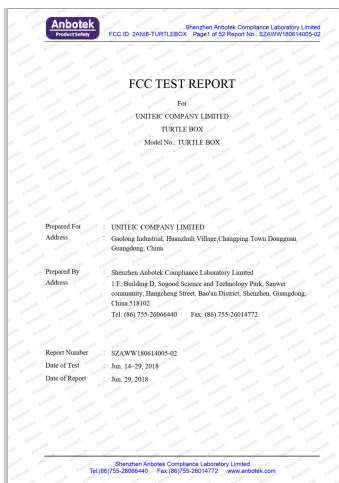 Anbotek
Product Safety
Shenzhen Anbotek Compliance Laboratory Limited
FCC ID: 2ANI8-TURTLEBOX Page1 of 52 Report No.: SZAWW180614005-02
FCC TEST REPORT
For
UNITEIC COMPANY LIMITED
TURTLE BOX
Model No.: TURTLE BOX
Prepared For : UNITEIC COMPANY LIMITED
Address : Gaolong Industrial, Huanzhuli Village,Changping Town Dongguan
Guangdong, China.
Prepared By : Shenzhen Anbotek Compliance Laboratory Limited
Address : 1/F, Building D, Sogood Science and Technology Park, Sanwei
community, Hangcheng Street, Bao'an District, Shenzhen, Guangdong,
China.518102
Tel: (86) 755-26066440 Fax: (86) 755-26014772
Report Number : SZAWW180614005-02
Date of Test : Jun. 14~29, 2018
Date of Report : Jun. 29, 2018
Shenzhen Anbotek Compliance Laboratory Limited
Tel:(86)755-26066440 Fax:(86)755-26014772 www.anbotek.com